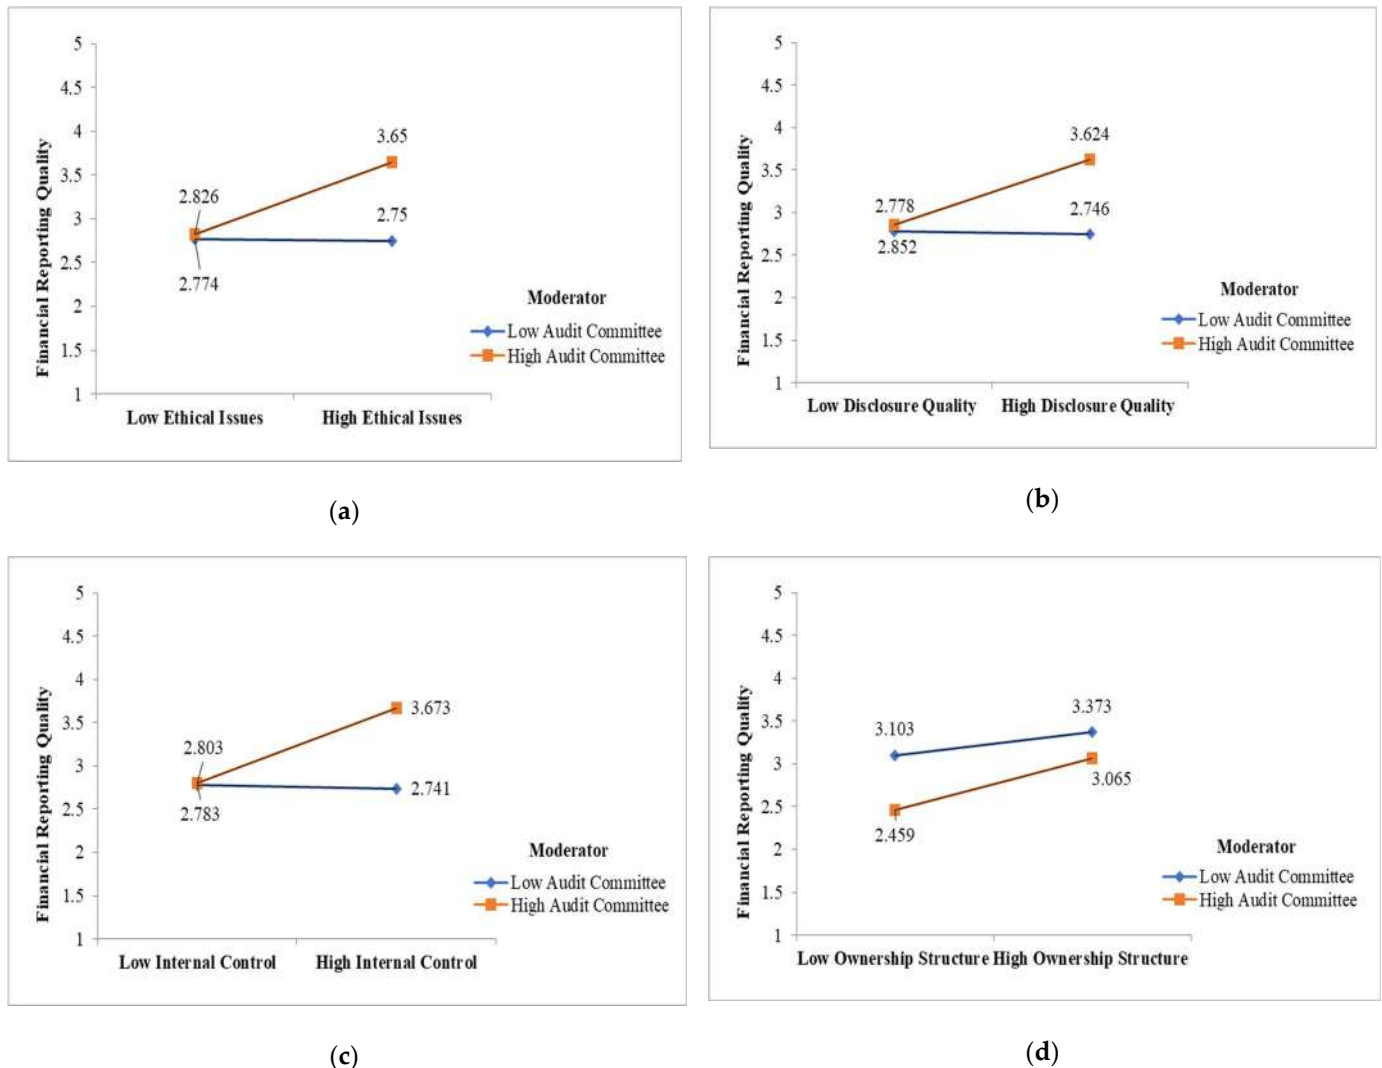 5
4.5
4
3.5
3
2.5
2
1.5
1
Financial Reporting Quality
2.826
2.774
3.65
2.75
Moderator
Low Audit Committee
High Audit Committee
Low Ethical Issues
High Ethical Issues
(a)
5
4.5
4
3.5
3
2.5
2
1.5
1
Financial Reporting Quality
2.778
2.852
3.624
2.746
Moderator
Low Audit Committee
High Audit Committee
Low Disclosure Quality
High Disclosure Quality
(b)
5
4.5
4
3.5
3
2.5
2
1.5
1
Financial Reporting Quality
2.803
2.783
3.673
2.741
Moderator
Low Audit Committee
High Audit Committee
Low Internal Control
High Internal Control
(c)
5
4.5
4
3.5
3
2.5
2
1.5
1
Financial Reporting Quality
3.103
2.459
3.373
3.065
Moderator
Low Audit Committee
High Audit Committee
Low Ownership Structure High Ownership Structure
(d)